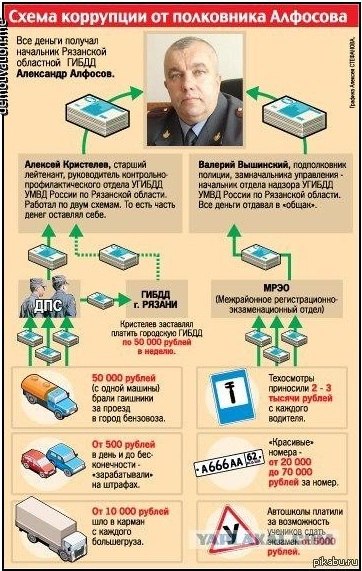 Схема коррупции от полковника Алфосова
Все деньги получал
начальник Рязанской
областной ГИБДД
Александр Алфосов.
Графика Алексея СТЕФАНОВА.
Алексей Кристелев, старший
лейтенант, руководитель контрольно-
профилактического отдела УГИБДД
УМВД России по Рязанской области.
Работал по двум схемам. То есть часть
денег оставлял себе.
Валерий Вышинский, подполковник
полиции, замначальника управления -
начальник отдела надзора УГИБДД
УМВД России по Рязанской области.
Все деньги отдавал в «общак».
ДПС
ГИБДД
г. РЯЗАНИ
МРЭО
(Межрайонное регистрационно-
экзаменационный отдел)
Кристелев заставлял
платить городскую ГИБДД
по 50 000 рублей
в неделю.
50 000 рублей
(с одной машины)
брали гаишники
за проезд
в город бензовоза.
Техосмотры
приносили 2 - 3
тысячи рублей
с каждого
водителя.
От 500 рублей
в день и до бес-
конечности -
«зарабатывали»
на штрафах.
А666АА 62
«Красивые»
номера -
от 20 000
до 70 000
рублей за номер.
От 10 000 рублей
шло в карман
с каждого
большегруза.
У
Автошколы платили
за возможность
учеников сдать
экзамен от 5000
рублей.
pikabu.ru